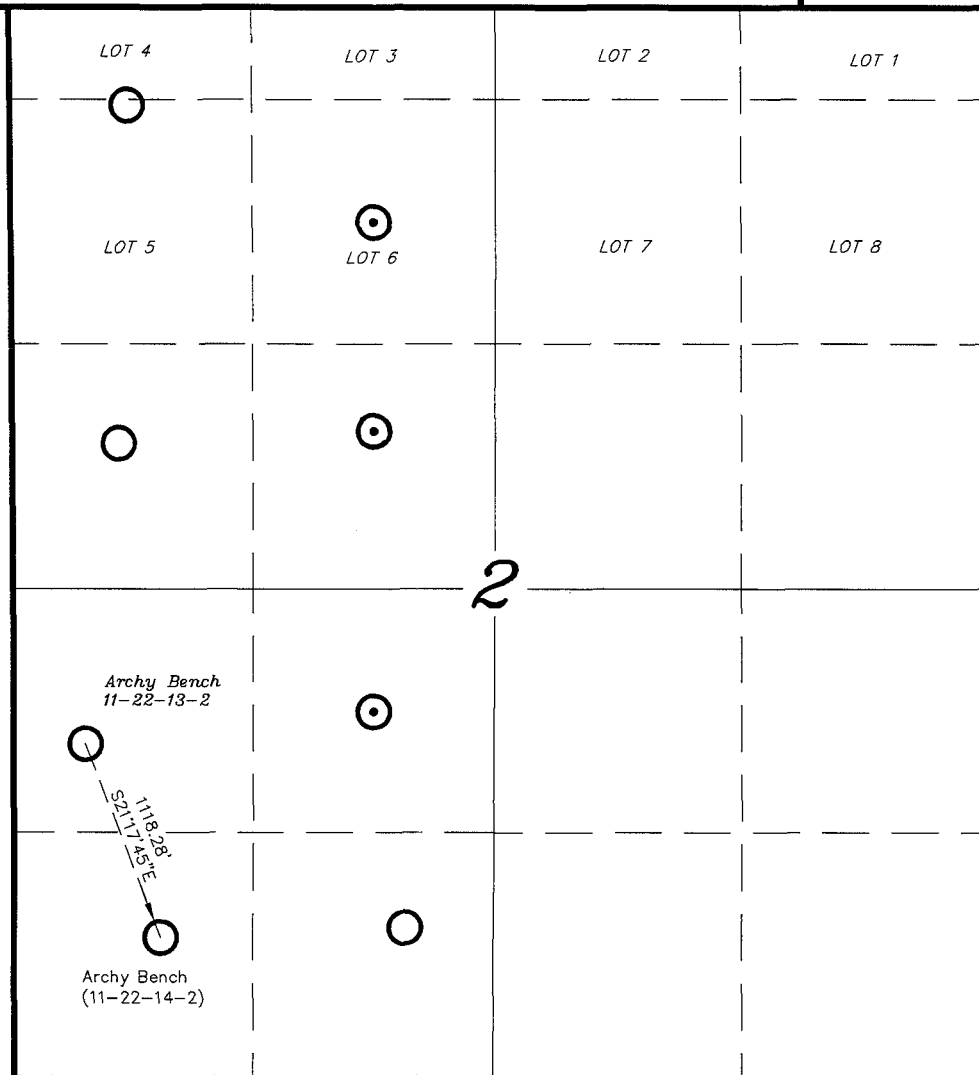 LOT 4
LOT 3
LOT 2
LOT 1
LOT 5
LOT 6
LOT 7
LOT 8
2
Archy Bench
11-22-13-2
1118.28'
S21°17'45"E
Archy Bench
(11-22-14-2)